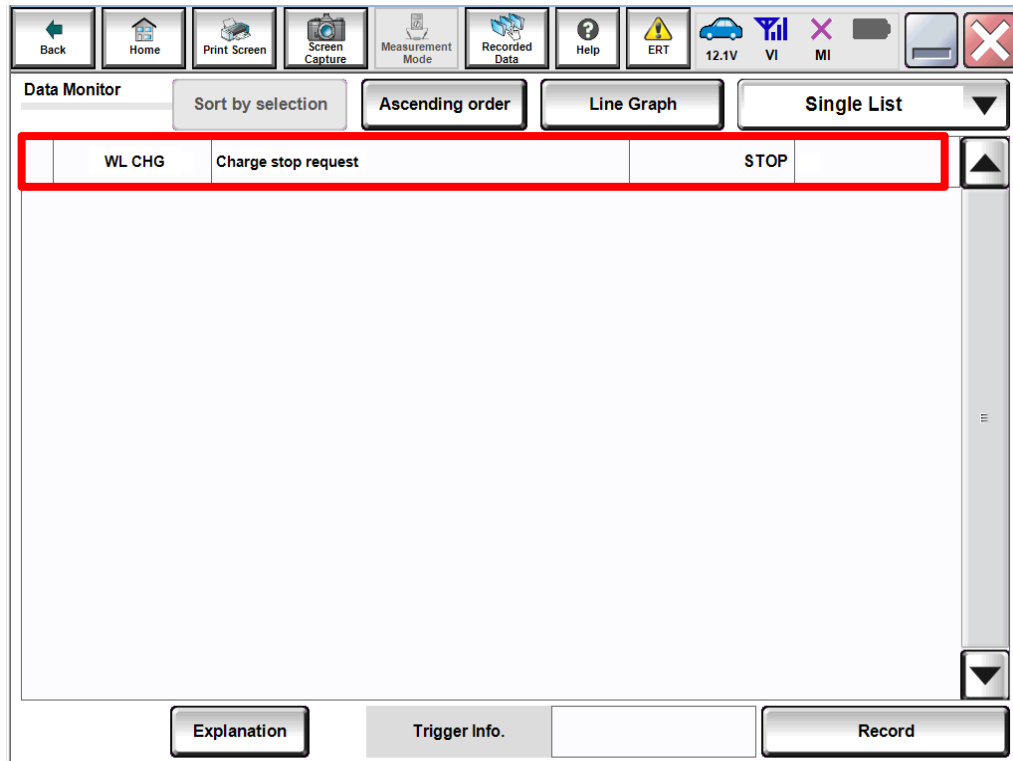 Back
Home
Print Screen
Screen
Capture
Measurement
Mode
Recorded
Data
Help
ERT
12.1V
VI
MI
Data Monitor
Sort by selection
Ascending order
Line Graph
Single List
WL CHG
Charge stop request
STOP
Explanation
Trigger Info.
Record